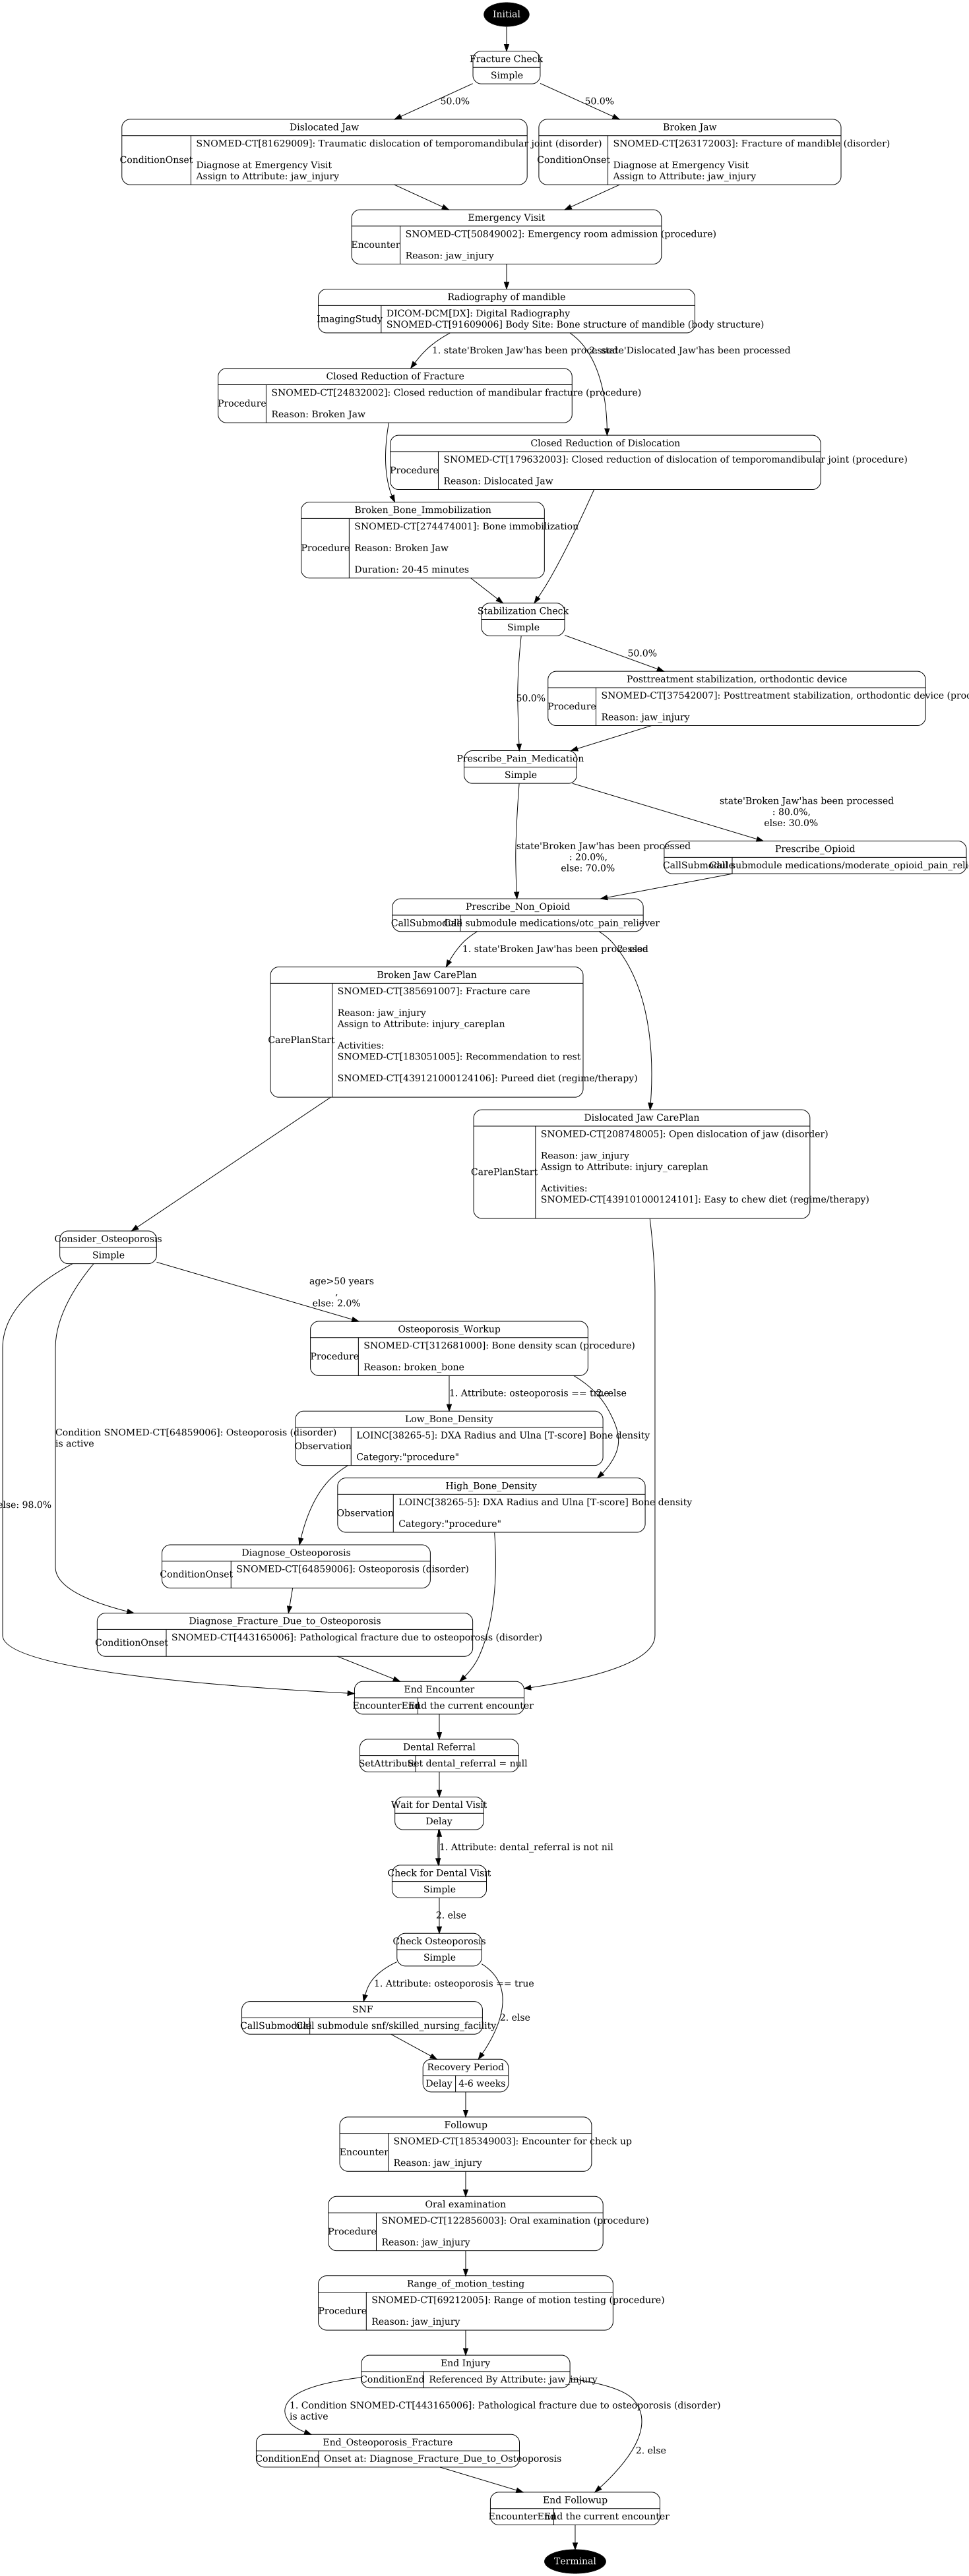 Initial
Fracture Check
Simple
50.0%
50.0%
Dislocated Jaw
ConditionOnset
SNOMED-CT[81629009]: Traumatic dislocation of temporomandibular joint (disorder)
Diagnose at Emergency Visit
Assign to Attribute: jaw_injury
Broken Jaw
ConditionOnset
SNOMED-CT[263172003]: Fracture of mandible (disorder)
Diagnose at Emergency Visit
Assign to Attribute: jaw_injury
Emergency Visit
Encounter
SNOMED-CT[50849002]: Emergency room admission (procedure)
Reason: jaw_injury
Radiography of mandible
ImagingStudy
DICOM-DCM[DX]: Digital Radiography
SNOMED-CT[91609006] Body Site: Bone structure of mandible (body structure)
1. state'Broken Jaw'has been processed
2. state'Dislocated Jaw'has been processed
Closed Reduction of Fracture
Procedure
SNOMED-CT[24832002]: Closed reduction of mandibular fracture (procedure)
Reason: Broken Jaw
Closed Reduction of Dislocation
Procedure
SNOMED-CT[179632003]: Closed reduction of dislocation of temporomandibular joint (procedure)
Reason: Dislocated Jaw
Broken_Bone_Immobilization
Procedure
SNOMED-CT[274474001]: Bone immobilization
Reason: Broken Jaw
Duration: 20-45 minutes
Stabilization Check
Simple
50.0%
50.0%
Posttreatment stabilization, orthodontic device
Procedure
SNOMED-CT[37542007]: Posttreatment stabilization, orthodontic device (proc
Reason: jaw_injury
Prescribe_Pain_Medication
Simple
state'Broken Jaw'has been processed
: 80.0%,
else: 30.0%
state'Broken Jaw'has been processed
: 20.0%,
else: 70.0%
Prescribe_Opioid
CallSubmodule
Call submodule medications/moderate_opioid_pain_reli
Prescribe_Non_Opioid
CallSubmodule
Call submodule medications/otc_pain_reliever
1. state'Broken Jaw'has been processed
2. else
Broken Jaw CarePlan
CarePlanStart
SNOMED-CT[385691007]: Fracture care
Reason: jaw_injury
Assign to Attribute: injury_careplan
Activities:
SNOMED-CT[183051005]: Recommendation to rest
SNOMED-CT[439121000124106]: Pureed diet (regime/therapy)
Dislocated Jaw CarePlan
CarePlanStart
SNOMED-CT[208748005]: Open dislocation of jaw (disorder)
Reason: jaw_injury
Assign to Attribute: injury_careplan
Activities:
SNOMED-CT[439101000124101]: Easy to chew diet (regime/therapy)
Consider_Osteoporosis
Simple
age>50 years
,
else: 2.0%
Osteoporosis_Workup
Procedure
SNOMED-CT[312681000]: Bone density scan (procedure)
Reason: broken_bone
1. Attribute: osteoporosis == true
2. else
Low_Bone_Density
Observation
LOINC[38265-5]: DXA Radius and Ulna [T-score] Bone density
Category:"procedure"
Condition SNOMED-CT[64859006]: Osteoporosis (disorder)
is active
High_Bone_Density
Observation
LOINC[38265-5]: DXA Radius and Ulna [T-score] Bone density
Category:"procedure"
else: 98.0%
Diagnose_Osteoporosis
ConditionOnset
SNOMED-CT[64859006]: Osteoporosis (disorder)
Diagnose_Fracture_Due_to_Osteoporosis
ConditionOnset
SNOMED-CT[443165006]: Pathological fracture due to osteoporosis (disorder)
End Encounter
EncounterEnd
End the current encounter
Dental Referral
SetAttribute
Set dental_referral = null
Wait for Dental Visit
Delay
1. Attribute: dental_referral is not nil
Check for Dental Visit
Simple
2. else
Check Osteoporosis
Simple
1. Attribute: osteoporosis == true
2. else
SNF
CallSubmodule
Call submodule snf/skilled_nursing_facility
Recovery Period
Delay
4-6 weeks
Followup
Encounter
SNOMED-CT[185349003]: Encounter for check up
Reason: jaw_injury
Oral examination
Procedure
SNOMED-CT[122856003]: Oral examination (procedure)
Reason: jaw_injury
Range_of_motion_testing
Procedure
SNOMED-CT[69212005]: Range of motion testing (procedure)
Reason: jaw_injury
End Injury
ConditionEnd
Referenced By Attribute: jaw_injury
1. Condition SNOMED-CT[443165006]: Pathological fracture due to osteoporosis (disorder)
is active
2. else
End_Osteoporosis_Fracture
ConditionEnd
Onset at: Diagnose_Fracture_Due_to_Osteoporosis
End Followup
EncounterEnd
End the current encounter
Terminal